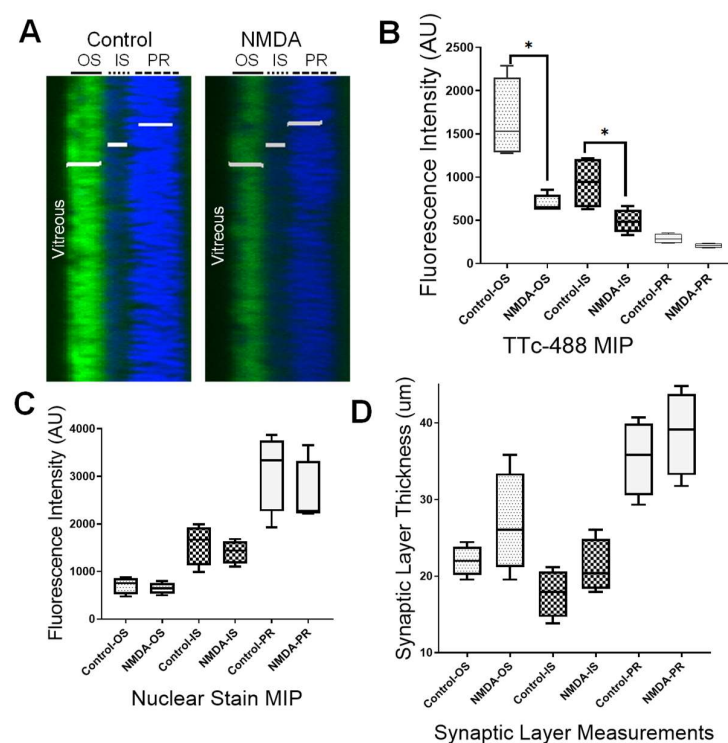 A
Control
NMDA
OS IS PR
OS IS PR
Vitreous
Vitreous
B
Fluorescence Intensity (AU)
2500
2000
1500
1000
500
0
*
*
Control-OS
NMDA-OS
Control-IS
NMDA-IS
Control-PR
NMDA-PR
TTc-488 MIP
C
Fluorescence Intensity (AU)
4000
3000
2000
1000
0
Control-OS
NMDA-OS
Control-IS
NMDA-IS
Control-PR
NMDA-PR
Nuclear Stain MIP
D
Synaptic Layer Thickness (um)
40
30
20
10
Control-OS
NMDA-OS
Control-IS
NMDA-IS
Control-PR
NMDA-PR
Synaptic Layer Measurements